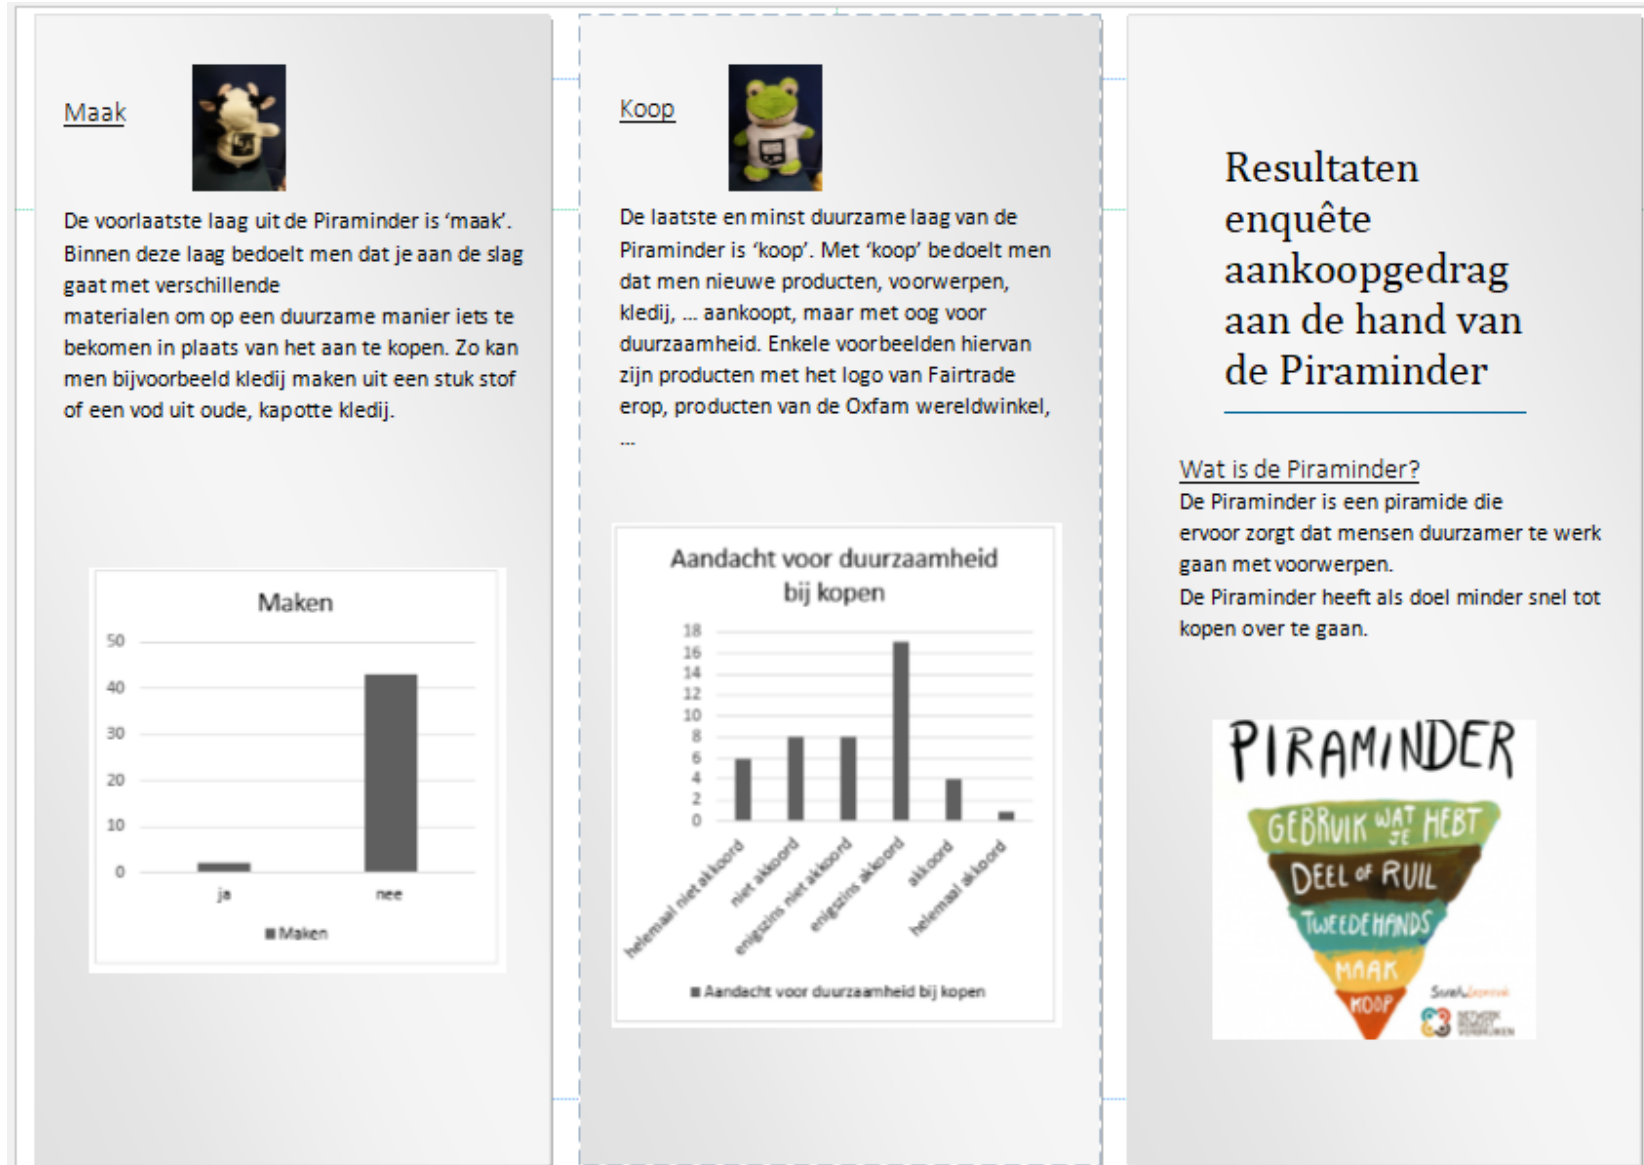 Maak
De voorlaatste laag uit de Piraminder is ‘maak’.
Binnen deze laag bedoelt men dat je aan de slag
gaat met verschillende
materialen om op een duurzame manier iets te
bekomen in plaats van het aan te kopen. Zo kan
men bijvoorbeeld kledij maken uit een stuk stof
of een vod uit oude, kapotte kledij.
Maken
50
40
30
20
10
0
ja
nee
Maken
Koop
De laatste en minst duurzame laag van de
Piraminder is ‘koop’. Met ‘koop’ bedoelt men
dat men nieuwe producten, voorwerpen,
kledij, ... aankoopt, maar met oog voor
duurzaamheid. Enkele voorbeelden hiervan
zijn producten met het logo van Fairtrade
erop, producten van de Oxfam wereldwinkel,
...
Aandacht voor duurzaamheid
bij kopen
18
16
14
12
10
8
6
4
2
0
helemaal niet akkoord
niet akkoord
enigszins niet akkoord
enigszins akkoord
akkoord
helemaal akkoord
Aandacht voor duurzaamheid bij kopen
Resultaten
enquête
aankoopgedrag
aan de hand van
de Piraminder
Wat is de Piraminder?
De Piraminder is een piramide die
ervoor zorgt dat mensen duurzamer te werk
gaan met voorwerpen.
De Piraminder heeft als doel minder snel tot
kopen over te gaan.
PIRAMINDER
GEBRUIK WAT JE HEBT
DEEL OF RUIL
TWEEDEHANDS
MAAK
KOOP
NETWERK
BEWUST
VERBRUIKEN